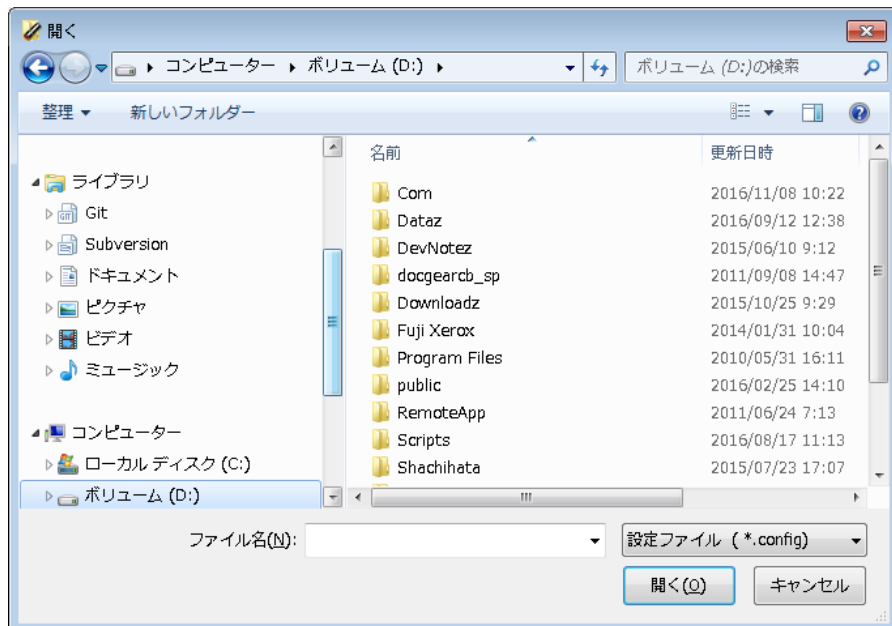 開く
コンピューター ボリューム (D:)
ボリューム (D:)の検索
整理 新しいフォルダー
名前 更新日時
ライブラリ
Git
Subversion
ドキュメント
ピクチャ
ビデオ
ミュージック
コンピューター
ローカル ディスク (C:)
ボリューム (D:)
Com 2016/11/08 10:22
Dataz 2016/09/12 12:38
DevNotez 2015/06/10 9:12
docgearcb_sp 2011/09/08 14:47
Downloadz 2015/10/25 9:29
Fuji Xerox 2014/01/31 10:04
Program Files 2010/05/31 16:11
public 2016/02/25 14:10
RemoteApp 2011/06/24 7:13
Scripts 2016/08/17 11:13
Shachihata 2015/07/23 17:07
ファイル名(N):
設定ファイル ( *.config)
開く(O) キャンセル